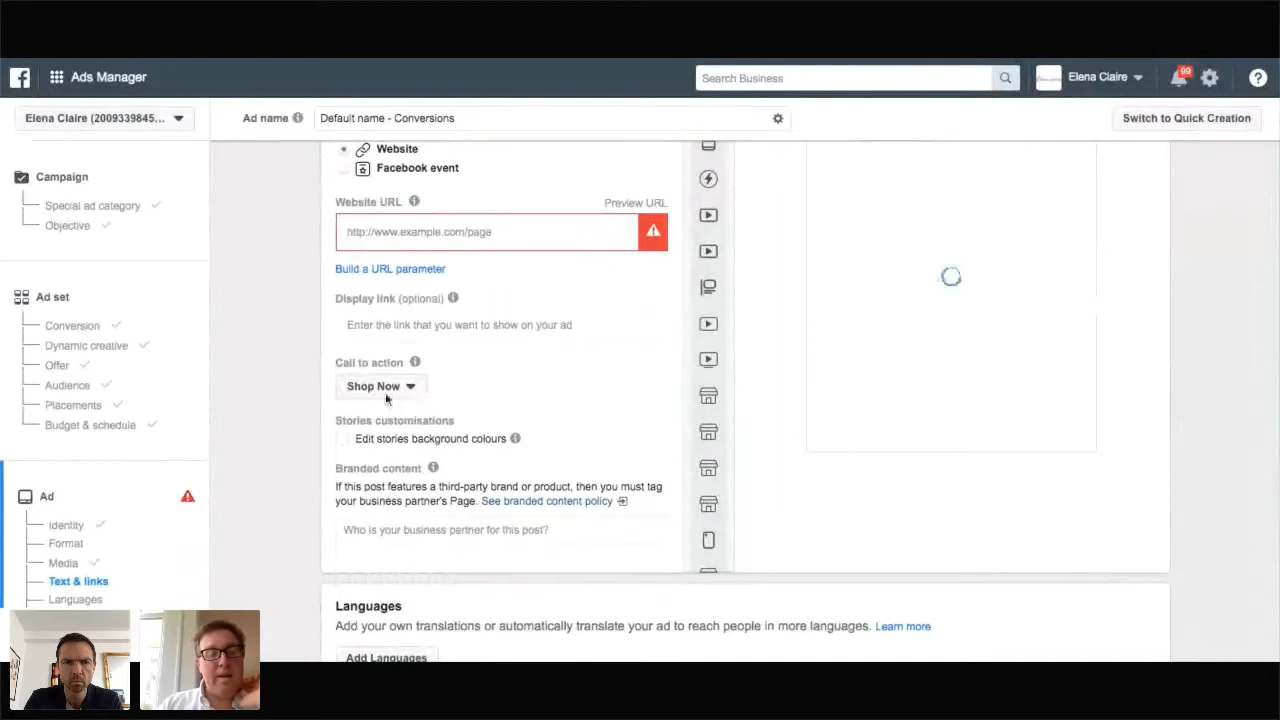 Ads Manager
Search Business
Elena Claire
99
Elena Claire (2009339845...
Ad name
Default name - Conversions
Switch to Quick Creation
Campaign
Special ad category
Objective
Ad set
Conversion
Dynamic creative
Offer
Audience
Placements
Budget & schedule
Ad
Identity
Format
Media
Text & links
Languages
Website
Facebook event
Website URL
Preview URL
http://www.example.com/page
Build a URL parameter
Display link (optional)
Enter the link that you want to show on your ad
Call to action
Shop Now
Stories customisations
Edit stories background colours
Branded content
If this post features a third-party brand or product, then you must tag
your business partner's Page. See branded content policy
Who is your business partner for this post?
Languages
Add your own translations or automatically translate your ad to reach people in more languages. Learn more
Add Languages